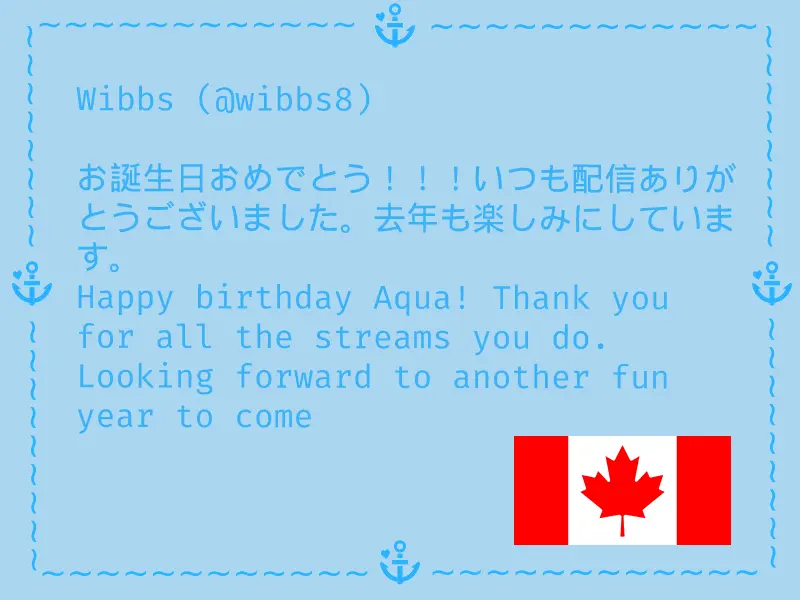 Wibbs (@wibbs8)
お誕生日おめでとう！！！いつも配信ありが
とうございました。去年も楽しみにしていま
す。
Happy birthday Aqua! Thank you
for all the streams you do.
Looking forward to another fun
year to come